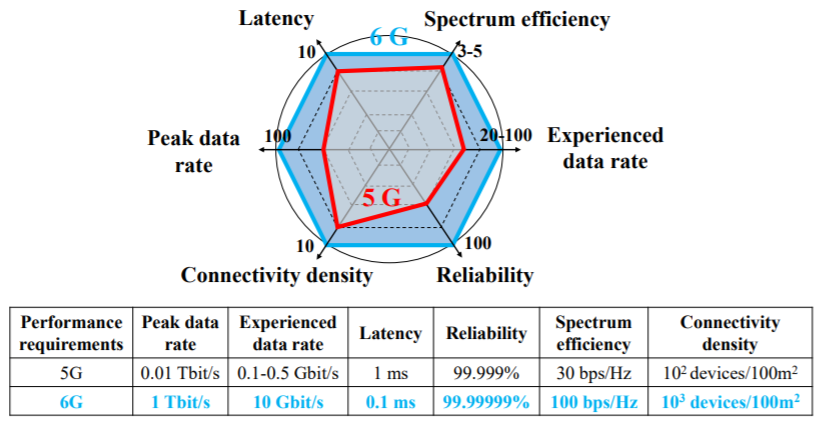 Latency
Spectrum efficiency
6 G
10
3-5
Peak data
rate
100
20-100
Experienced
data rate
5 G
10
100
Connectivity density
Reliability
Performance requirements | Peak data rate | Experienced data rate | Latency | Reliability | Spectrum efficiency | Connectivity density
5G | 0.01 Tbit/s | 0.1-0.5 Gbit/s | 1 ms | 99.999% | 30 bps/Hz | 10² devices/100m²
6G | 1 Tbit/s | 10 Gbit/s | 0.1 ms | 99.99999% | 100 bps/Hz | 10³ devices/100m²